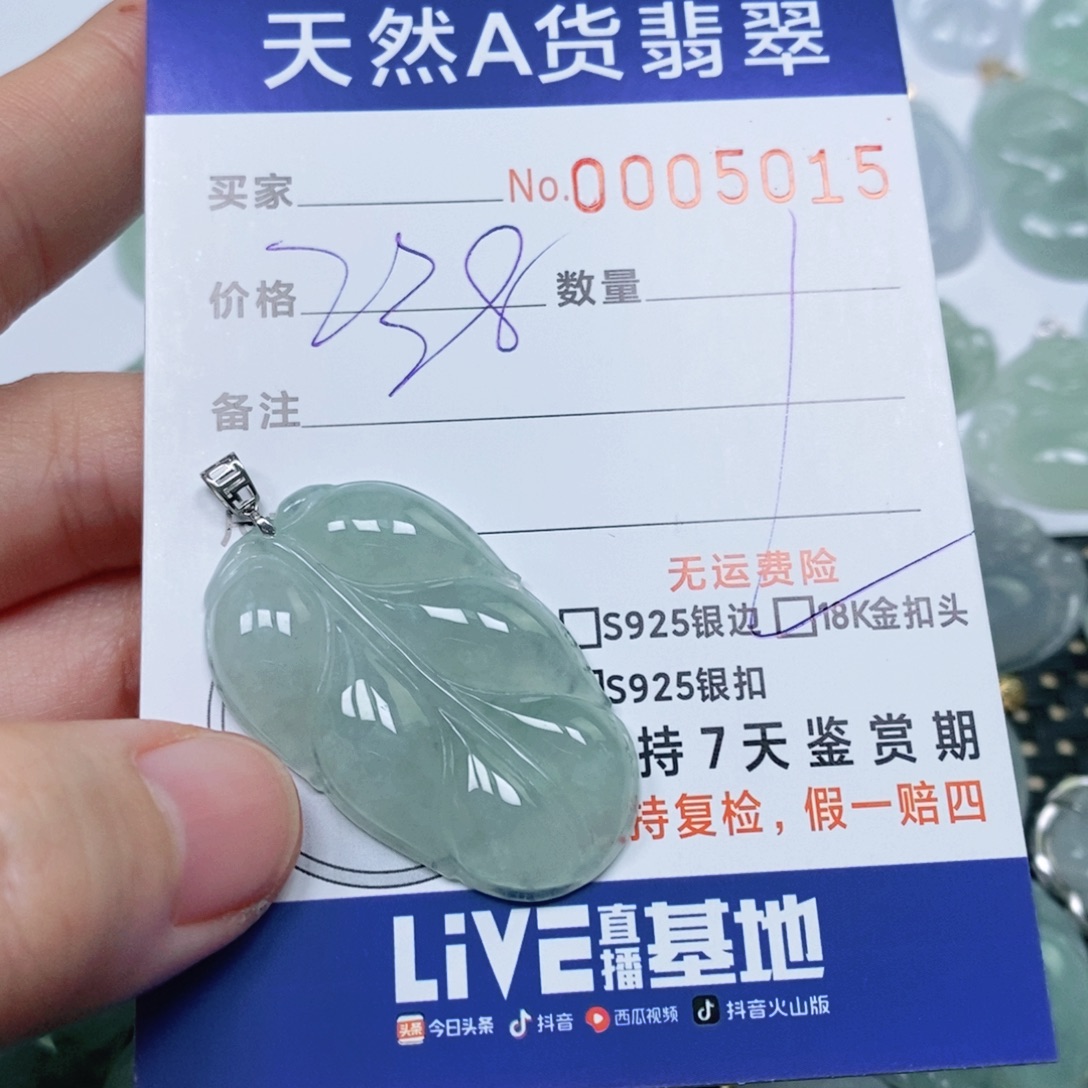 天然A货翡翠
买家 No.0005015
价格 238 数量
备注
无运费险
S925银边 18K金扣头
S925银扣
持7天鉴赏期
持复检，假一赔四
LiVE直播基地
头条 今日头条 抖音 西瓜视频 抖音火山版